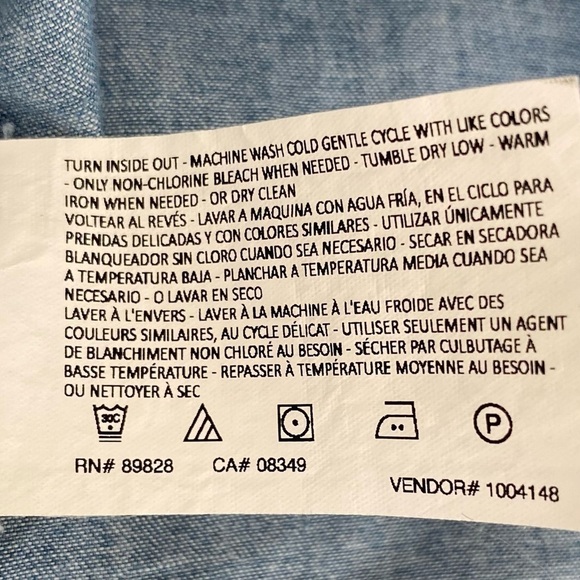 TURN INSIDE OUT - MACHINE WASH COLD GENTLE CYCLE WITH LIKE COLORS
- ONLY NON-CHLORINE BLEACH WHEN NEEDED - TUMBLE DRY LOW - WARM
IRON WHEN NEEDED - OR DRY CLEAN
VOLTEAR AL REVÉS - LAVAR A MAQUINA CON AGUA FRÍA, EN EL CICLO PARA
PRENDAS DELICADAS Y CON COLORES SIMILARES - UTILIZAR ÚNICAMENTE
BLANQUEADOR SIN CLORO CUANDO SEA NECESARIO - SECAR EN SECADORA
A TEMPERATURA BAJA - PLANCHAR A TEMPERATURA MEDIA CUANDO SEA
NECESARIO - O LAVAR EN SECO
LAVER À L'ENVERS - LAVER À LA MACHINE À L'EAU FROIDE AVEC DES
COULEURS SIMILAIRES, AU CYCLE DÉLICAT - UTILISER SEULEMENT UN AGENT
DE BLANCHIMENT NON CHLORÉ AU BESOIN - SÉCHER PAR CULBUTAGE À
BASSE TEMPÉRATURE - REPASSER À TEMPÉRATURE MOYENNE AU BESOIN -
OU NETTOYER À SEC
30C P
RN# 89828 CA# 08349
VENDOR# 1004148